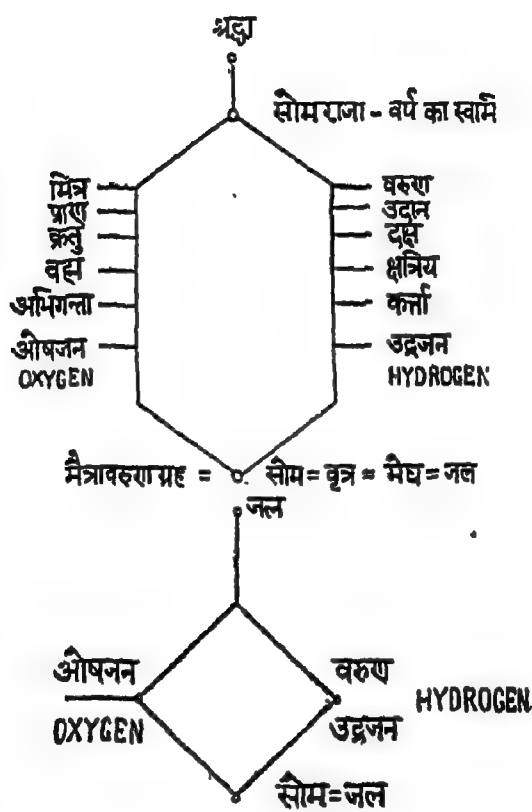 श्रद्धा
सोमराजा - वर्ष का स्वामी
मित्र वरुण
प्राण उदान
क्रतु दक्ष
ब्रह्म क्षत्रिय
अभिगन्ता कर्त्ता
ओषजन उद्रजन
OXYGEN HYDROGEN
मैत्रावरुणग्रह = सोम = वृत्र = मेघ = जल
जल
ओषजन वरुण
OXYGEN उद्रजन HYDROGEN
सोम = जल